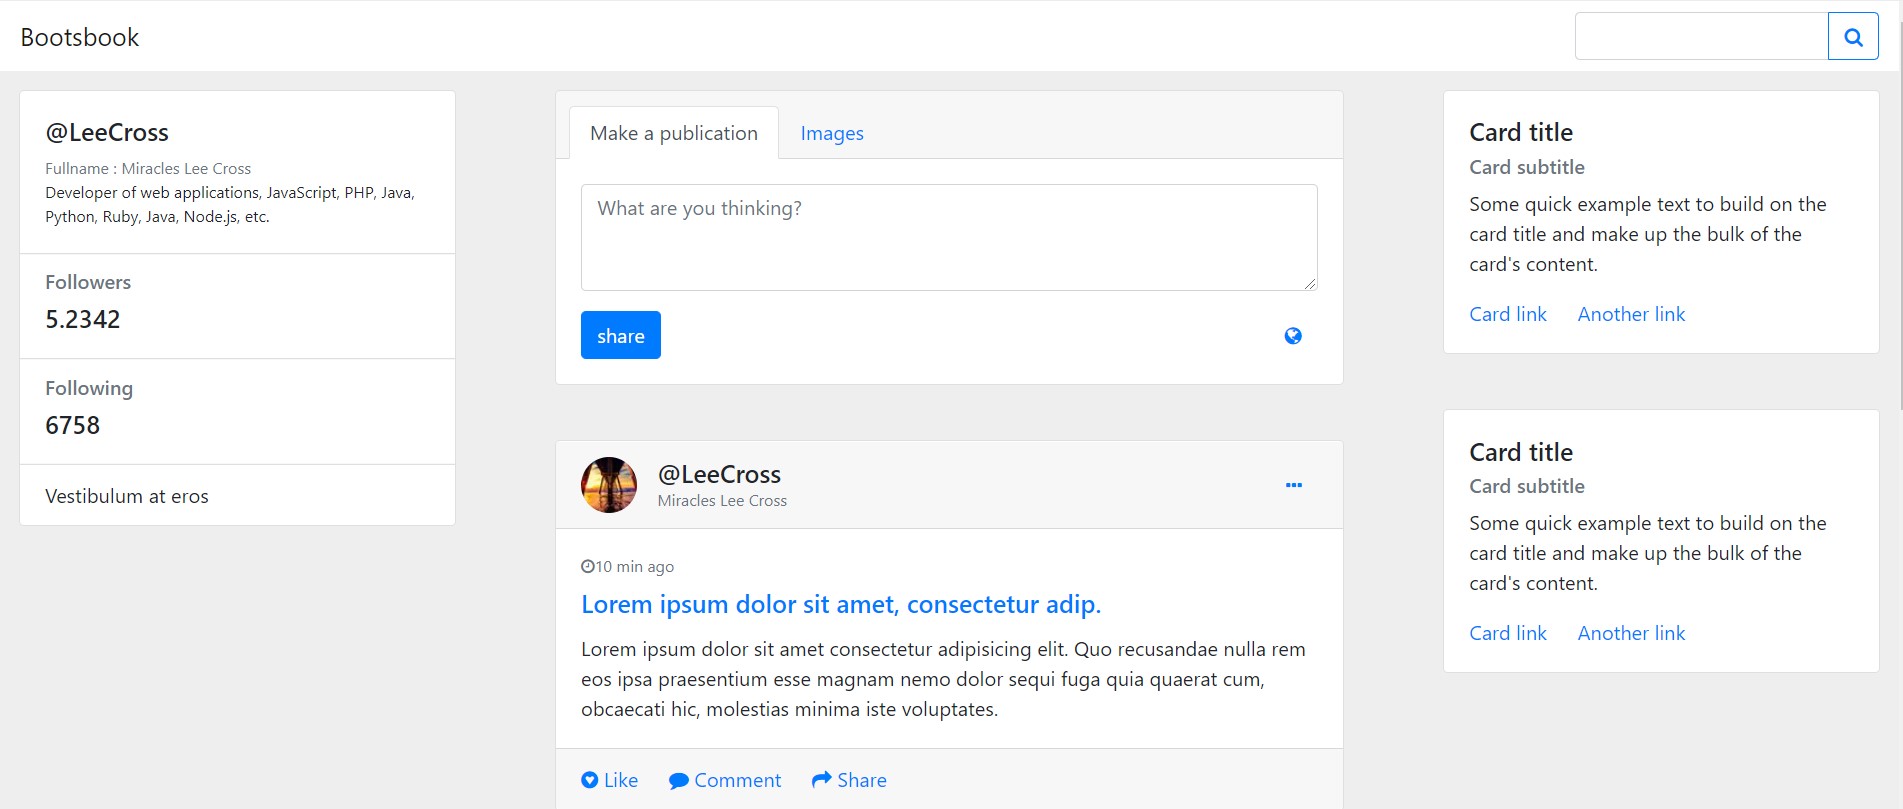 Bootsbook
@LeeCross
Fullname : Miracles Lee Cross
Developer of web applications, JavaScript, PHP, Java,
Python, Ruby, Java, Node.js, etc.
Followers
5.2342
Following
6758
Vestibulum at eros
Make a publication
Images
What are you thinking?
share
@LeeCross
Miracles Lee Cross
10 min ago
Lorem ipsum dolor sit amet, consectetur adip.
Lorem ipsum dolor sit amet consectetur adipisicing elit. Quo recusandae nulla rem
eos ipsa praesentium esse magnam nemo dolor sequi fuga quia quaerat cum,
obcaecati hic, molestias minima iste voluptates.
Like
Comment
Share
Card title
Card subtitle
Some quick example text to build on the
card title and make up the bulk of the
card's content.
Card link
Another link
Card title
Card subtitle
Some quick example text to build on the
card title and make up the bulk of the
card's content.
Card link
Another link